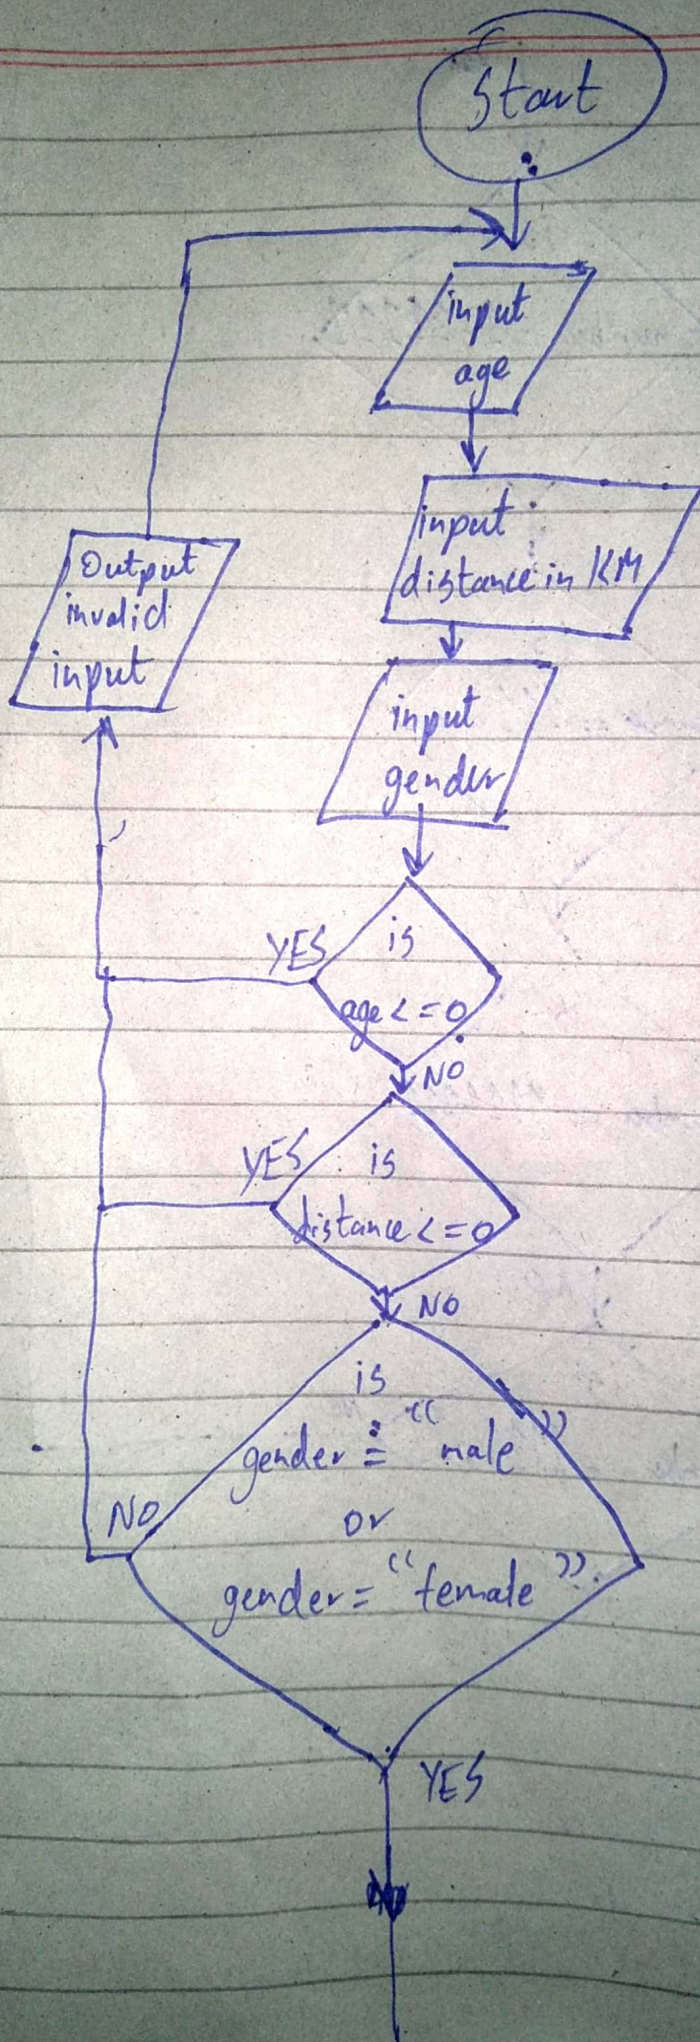 Start
input
age
input
distance in KM
Output
invalid
input
input
gender
YES
is
age <= 0
NO
YES
is
distance <= 0
NO
is
gender = "male"
NO
or
gender = "female"
YES